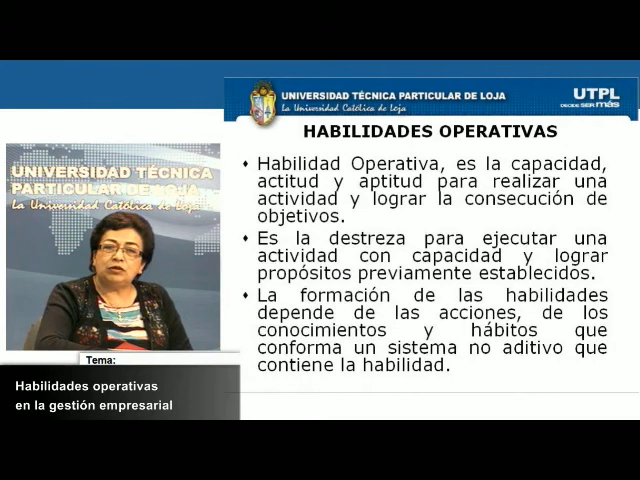 UNIVERSIDAD TÉCNICA PARTICULAR DE LOJA
La Universidad Católica de Loja
UTPL
DECIDE SER más
HABILIDADES OPERATIVAS
• Habilidad Operativa, es la capacidad,
actitud y aptitud para realizar una
actividad y lograr la consecución de
objetivos.
• Es la destreza para ejecutar una
actividad con capacidad y lograr
propósitos previamente establecidos.
• La formación de las habilidades
depende de las acciones, de los
conocimientos y hábitos que
conforma un sistema no aditivo que
contiene la habilidad.
UNIVERSIDAD TÉCNICA
PARTICULAR DE LOJA
La Universidad Católica de Loja
Tema:
Habilidades operativas
en la gestión empresarial